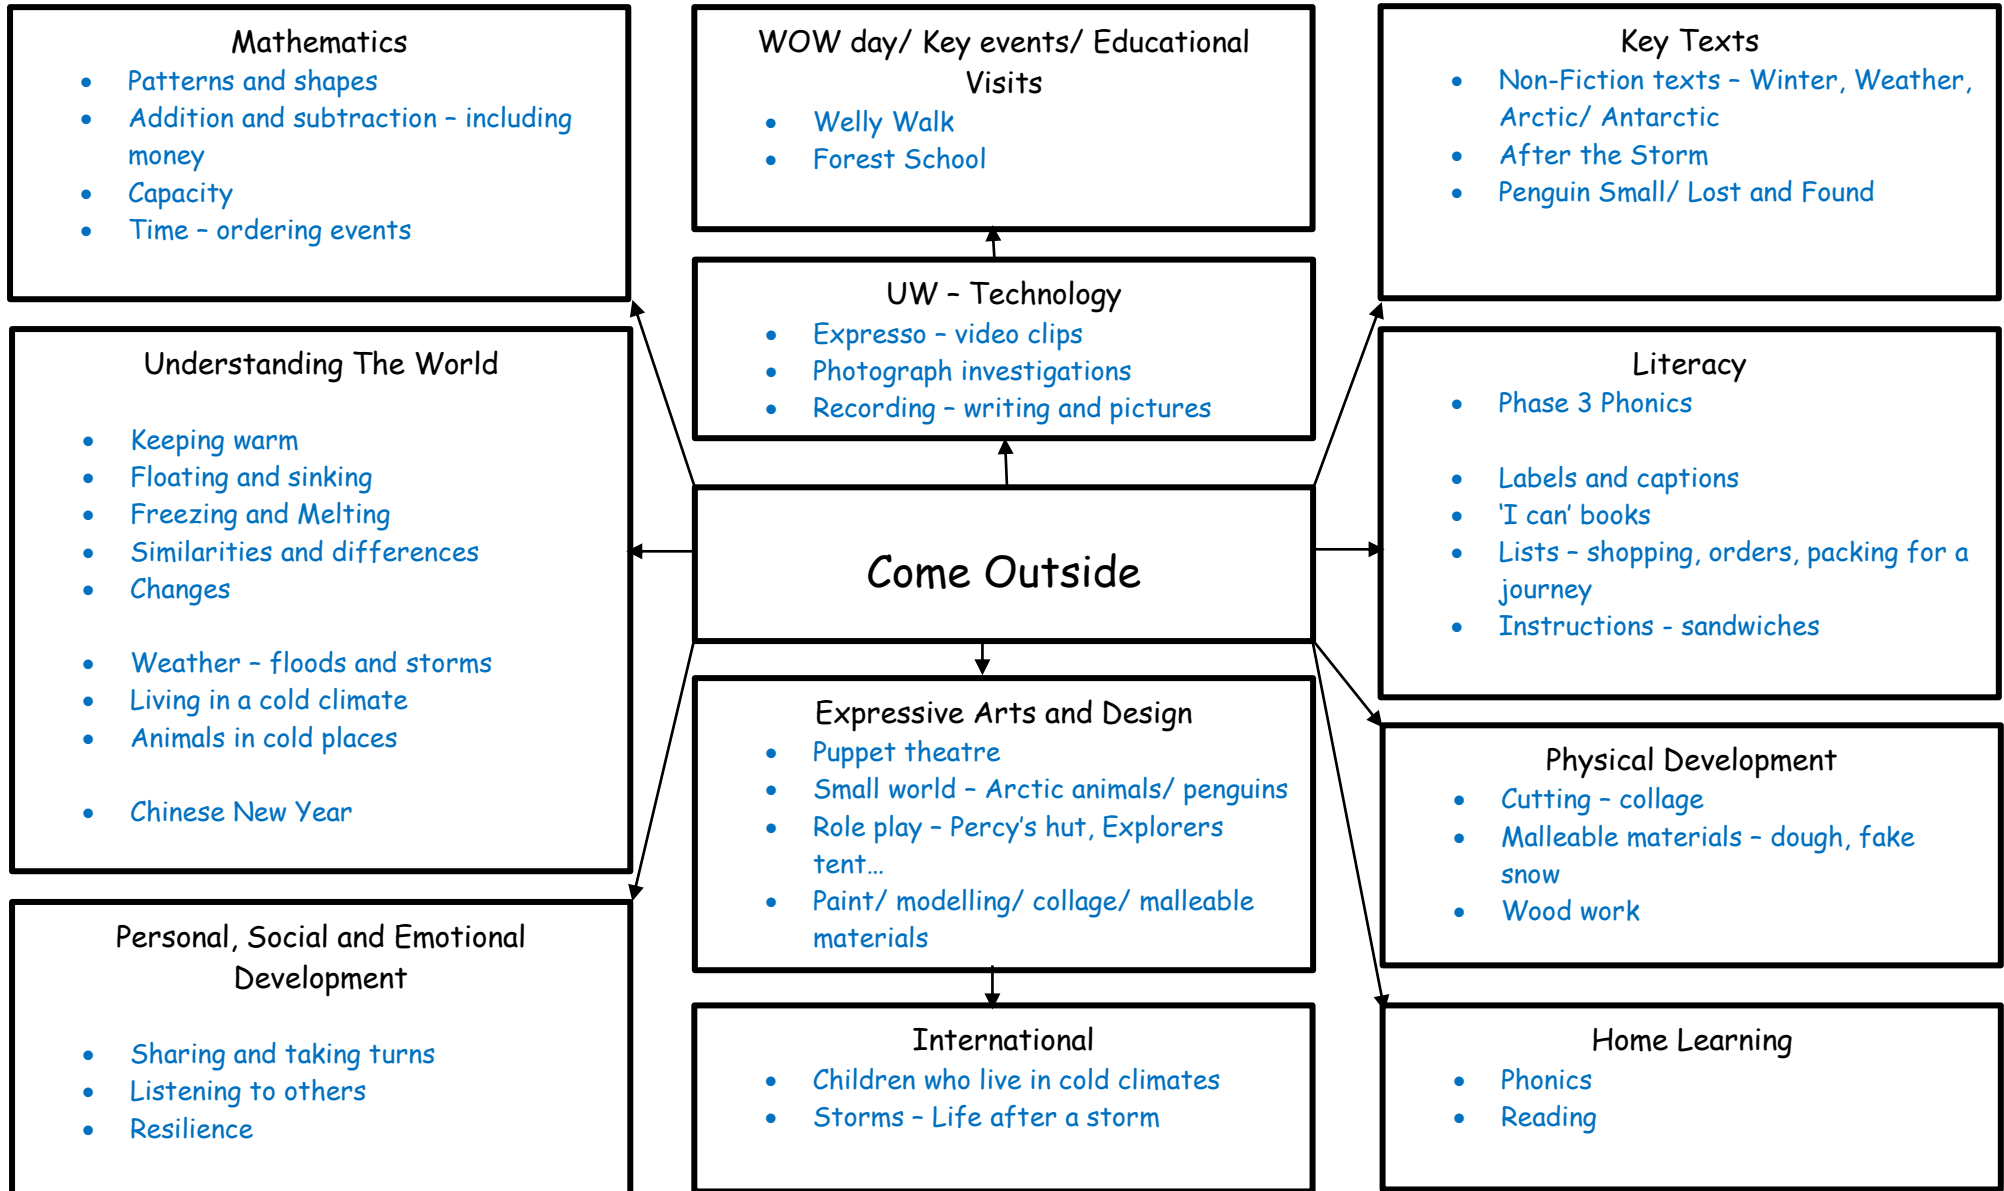 Mathematics
• Patterns and shapes
• Addition and subtraction – including
money
• Capacity
• Time – ordering events
WOW day/ Key events/ Educational
Visits
• Welly Walk
• Forest School
Key Texts
• Non-Fiction texts – Winter, Weather,
Arctic/ Antarctic
• After the Storm
• Penguin Small/ Lost and Found
UW – Technology
• Expresso – video clips
• Photograph investigations
• Recording – writing and pictures
Understanding The World
• Keeping warm
• Floating and sinking
• Freezing and Melting
• Similarities and differences
• Changes
• Weather – floods and storms
• Living in a cold climate
• Animals in cold places
• Chinese New Year
Literacy
• Phase 3 Phonics
• Labels and captions
• ‘I can’ books
• Lists – shopping, orders, packing for a
journey
• Instructions - sandwiches
Come Outside
Expressive Arts and Design
• Puppet theatre
• Small world – Arctic animals/ penguins
• Role play – Percy’s hut, Explorers
tent…
• Paint/ modelling/ collage/ malleable
materials
Physical Development
• Cutting – collage
• Malleable materials – dough, fake
snow
• Wood work
Personal, Social and Emotional
Development
• Sharing and taking turns
• Listening to others
• Resilience
International
• Children who live in cold climates
• Storms – Life after a storm
Home Learning
• Phonics
• Reading